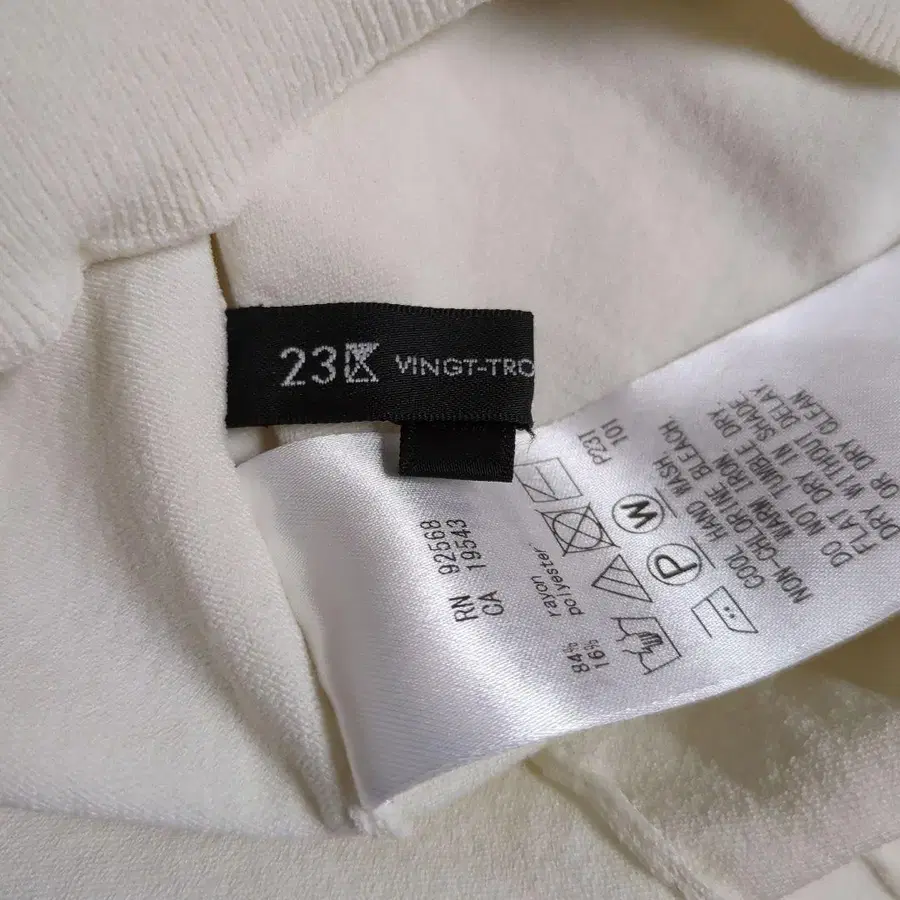 23 VINGT-TRO
RN 92568
CA 19543
84% rayon
16% polyester
P231
101
W
P
COOL HAND WASH.
NON-CHLORINE BLEACH.
WARM IRON
DO NOT TUMBLE DRY.
FLAT DRY IN SHADE.
DRY WITHOUT DELAY.
OR DRY CLEAN